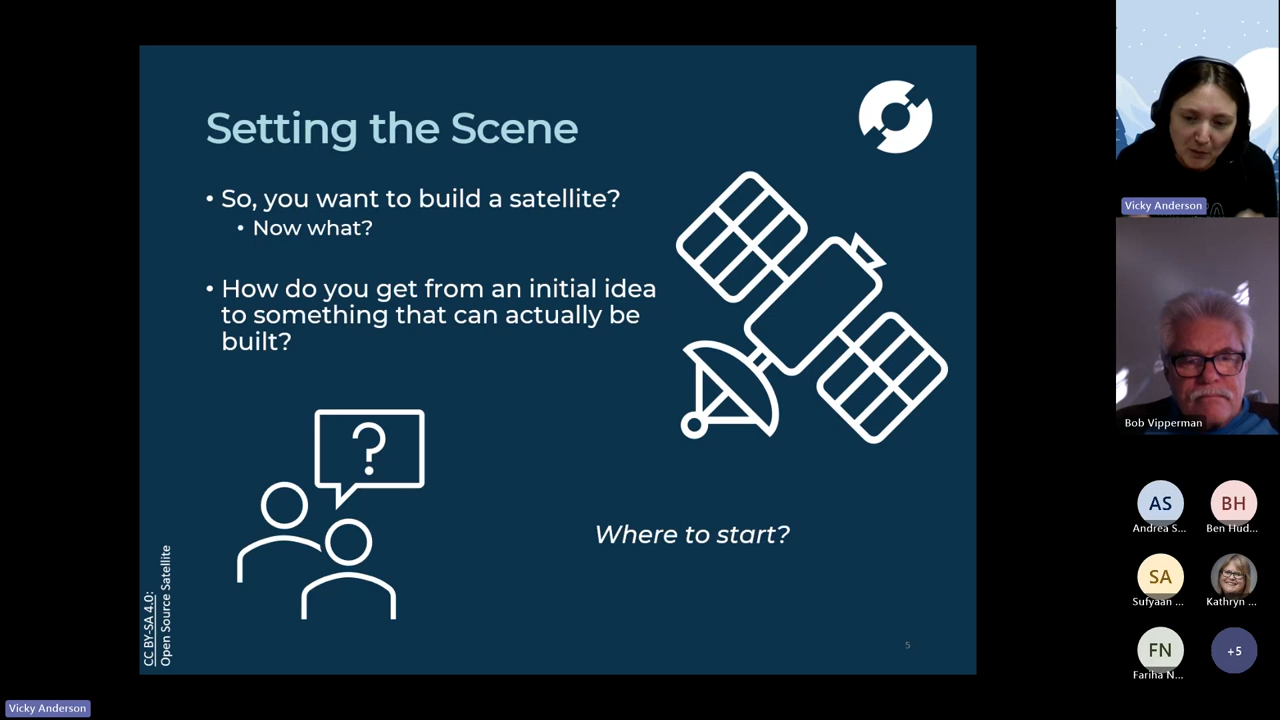 Setting the Scene
• So, you want to build a satellite?
• Now what?
• How do you get from an initial idea
to something that can actually be
built?
?
Where to start?
CC BY-SA 4.0:
Open Source Satellite
5
Vicky Anderson
Bob Vipperman
AS
Andrea S...
BH
Ben Hud...
SA
Sufyaan ...
Kathryn ...
FN
Fariha N...
+5
Vicky Anderson